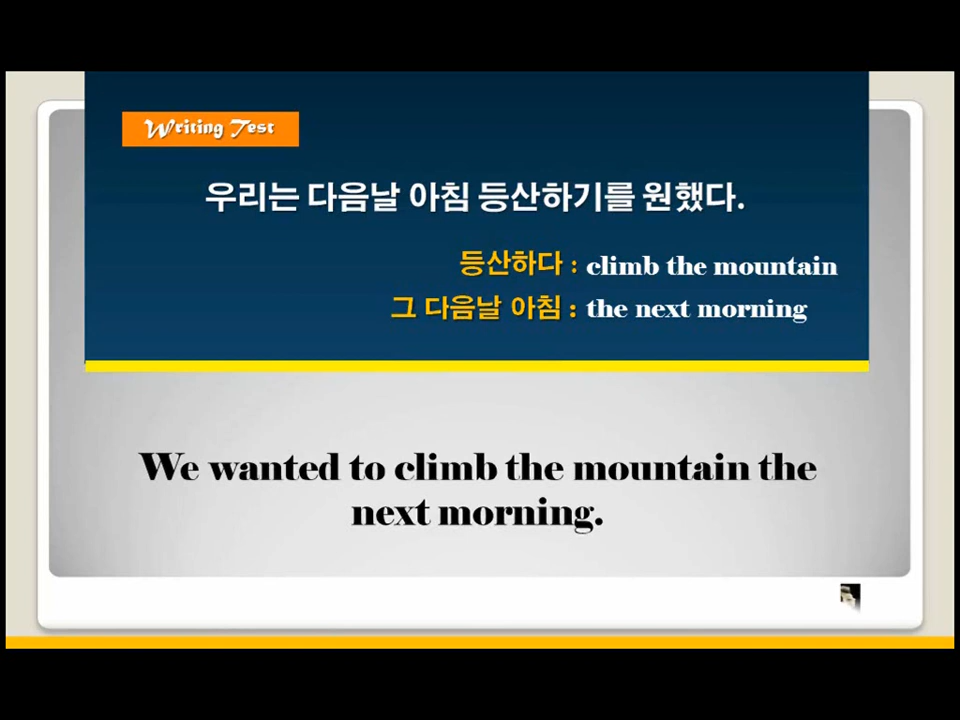 Writing Test
우리는 다음날 아침 등산하기를 원했다.
등산하다 : climb the mountain
그 다음날 아침 : the next morning
We wanted to climb the mountain the
next morning.